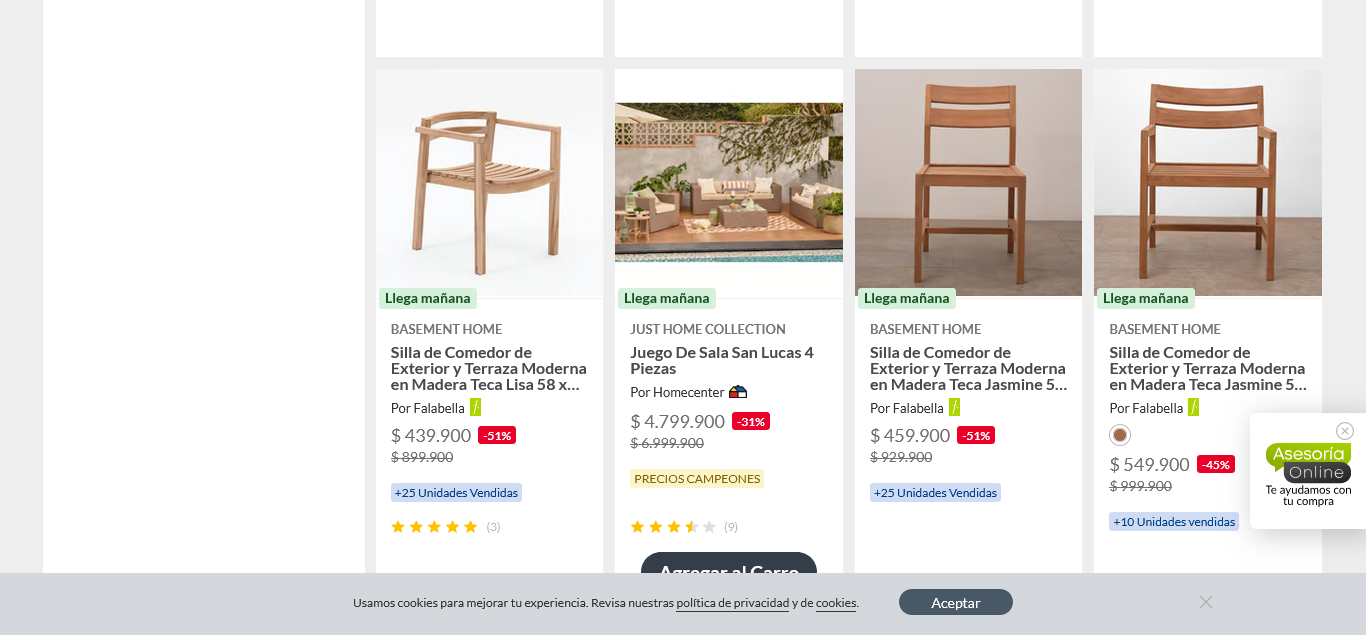 Llega mañana
BASEMENT HOME
Silla de Comedor de
Exterior y Terraza Moderna
en Madera Teca Lisa 58 x...
Por Falabella
$ 439.900 -51%
$ 899.900
+25 Unidades Vendidas
(3)
Llega mañana
JUST HOME COLLECTION
Juego De Sala San Lucas 4
Piezas
Por Homecenter
$ 4.799.900 -31%
$ 6.999.900
PRECIOS CAMPEONES
(9)
Agregar al Carro
Llega mañana
BASEMENT HOME
Silla de Comedor de
Exterior y Terraza Moderna
en Madera Teca Jasmine 5...
Por Falabella
$ 459.900 -51%
$ 929.900
+25 Unidades Vendidas
Llega mañana
BASEMENT HOME
Silla de Comedor de
Exterior y Terraza Moderna
en Madera Teca Jasmine 5...
Por Falabella
$ 549.900 -45%
$ 999.900
+10 Unidades vendidas
Asesoría
Online
Te ayudamos con
tu compra
Usamos cookies para mejorar tu experiencia. Revisa nuestras política de privacidad y de cookies.
Aceptar